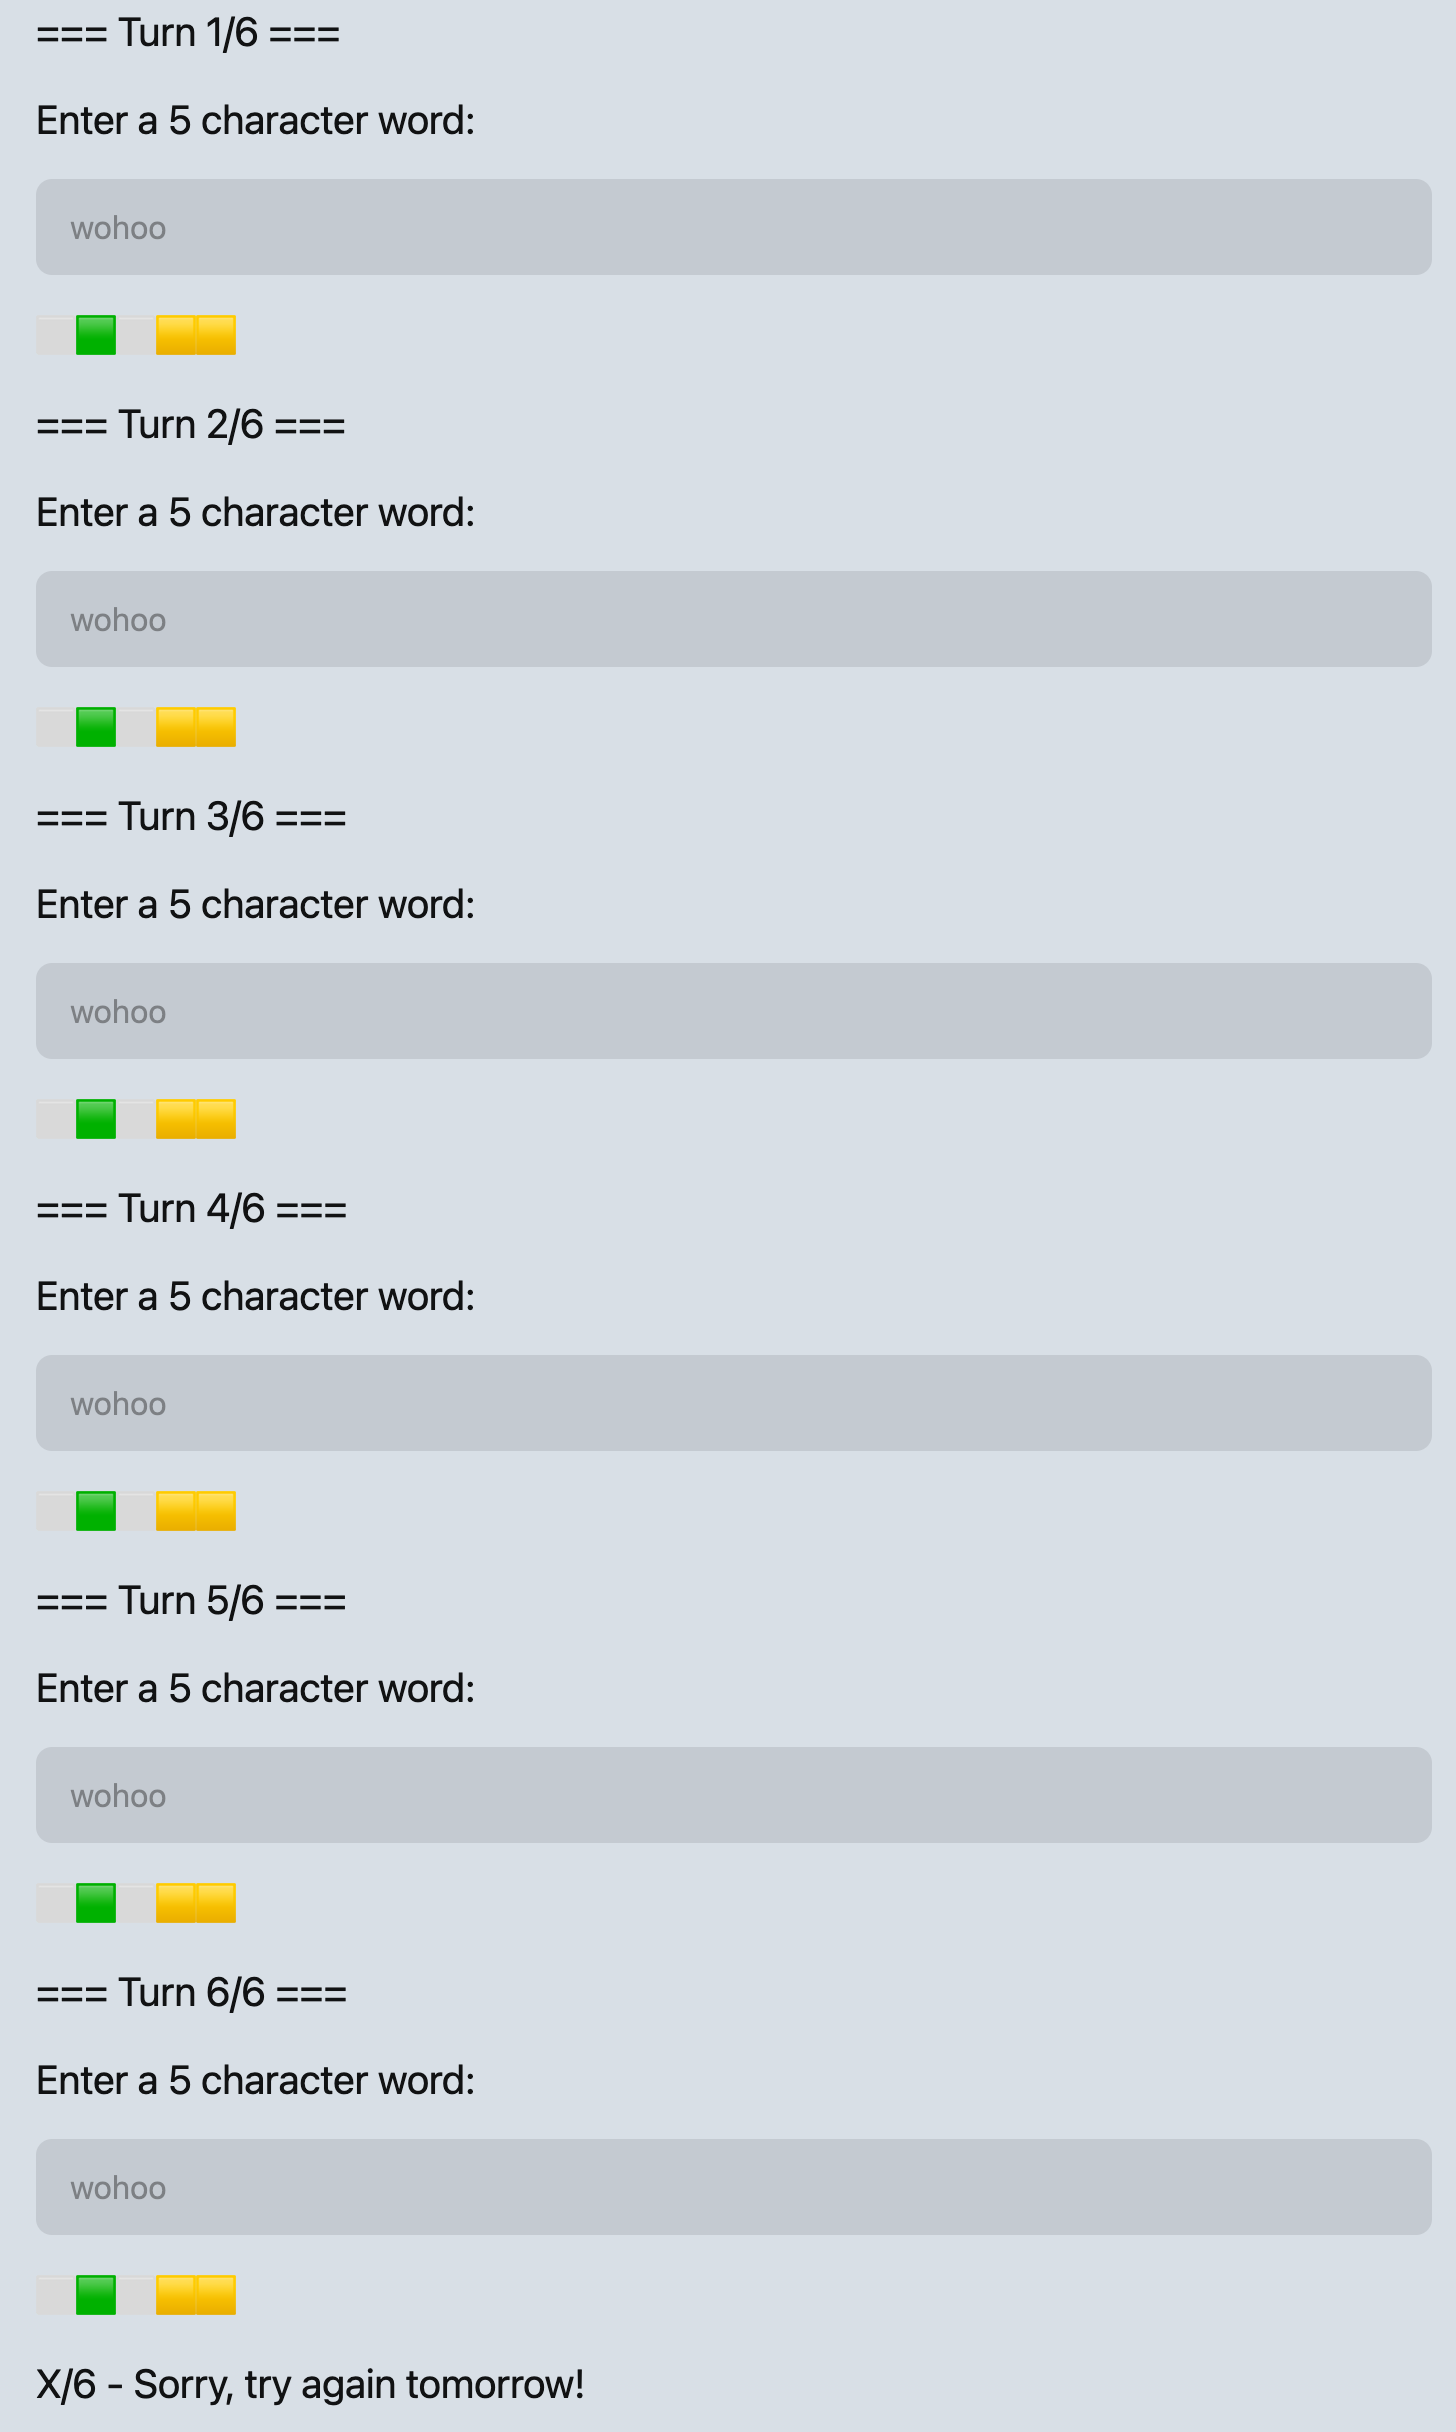 === Turn 1/6 ===
Enter a 5 character word:
wohoo
=== Turn 2/6 ===
Enter a 5 character word:
wohoo
=== Turn 3/6 ===
Enter a 5 character word:
wohoo
=== Turn 4/6 ===
Enter a 5 character word:
wohoo
=== Turn 5/6 ===
Enter a 5 character word:
wohoo
=== Turn 6/6 ===
Enter a 5 character word:
wohoo
X/6 - Sorry, try again tomorrow!